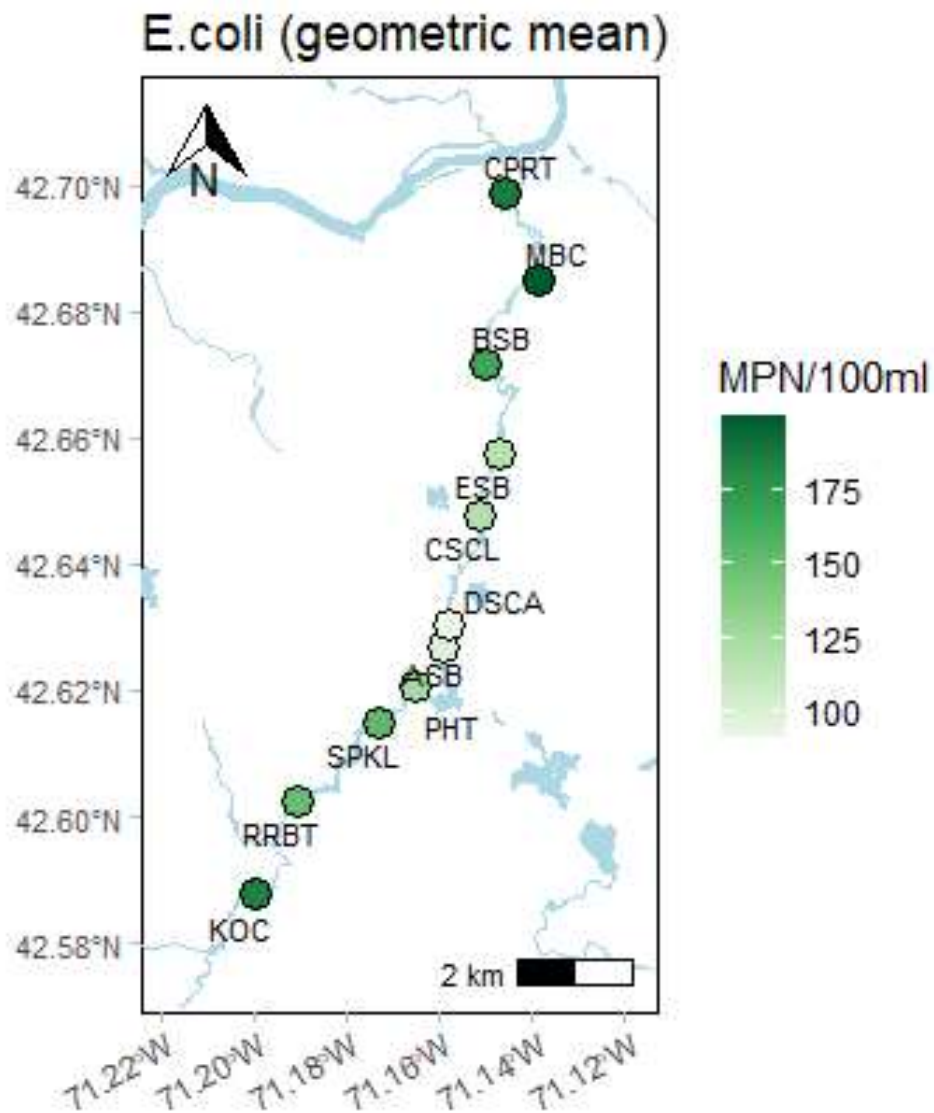 E.coli (geometric mean)
N
42.70°N
42.68°N
42.66°N
42.64°N
42.62°N
42.60°N
42.58°N
CPRT
MBC
BSB
ESB
CSCL
DSCA
ASB
PHT
SPKL
RRBT
KOC
2 km
71.22°W
71.20°W
71.18°W
71.16°W
71.14°W
71.12°W
MPN/100ml
175
150
125
100